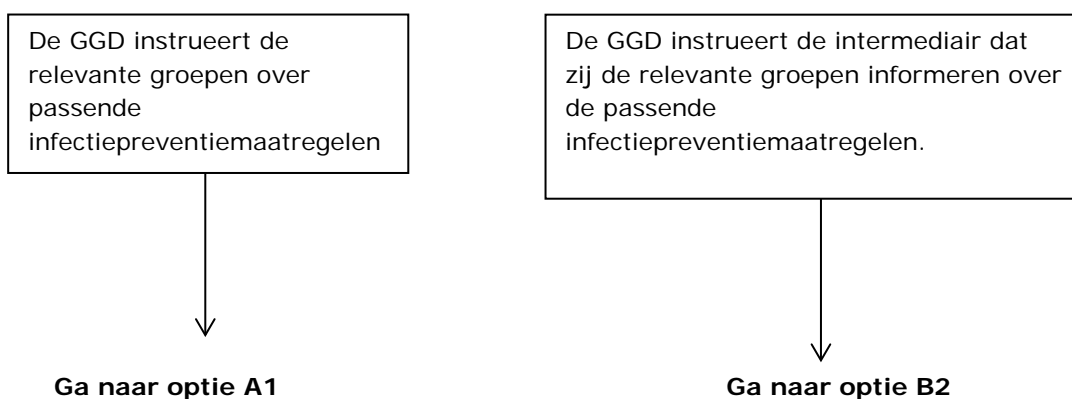 De GGD instrueert de
relevante groepen over
passende
infectiepreventiemaatregelen
De GGD instrueert de intermediair dat
zij de relevante groepen informeren over
de passende
infectiepreventiemaatregelen.
Ga naar optie A1
Ga naar optie B2